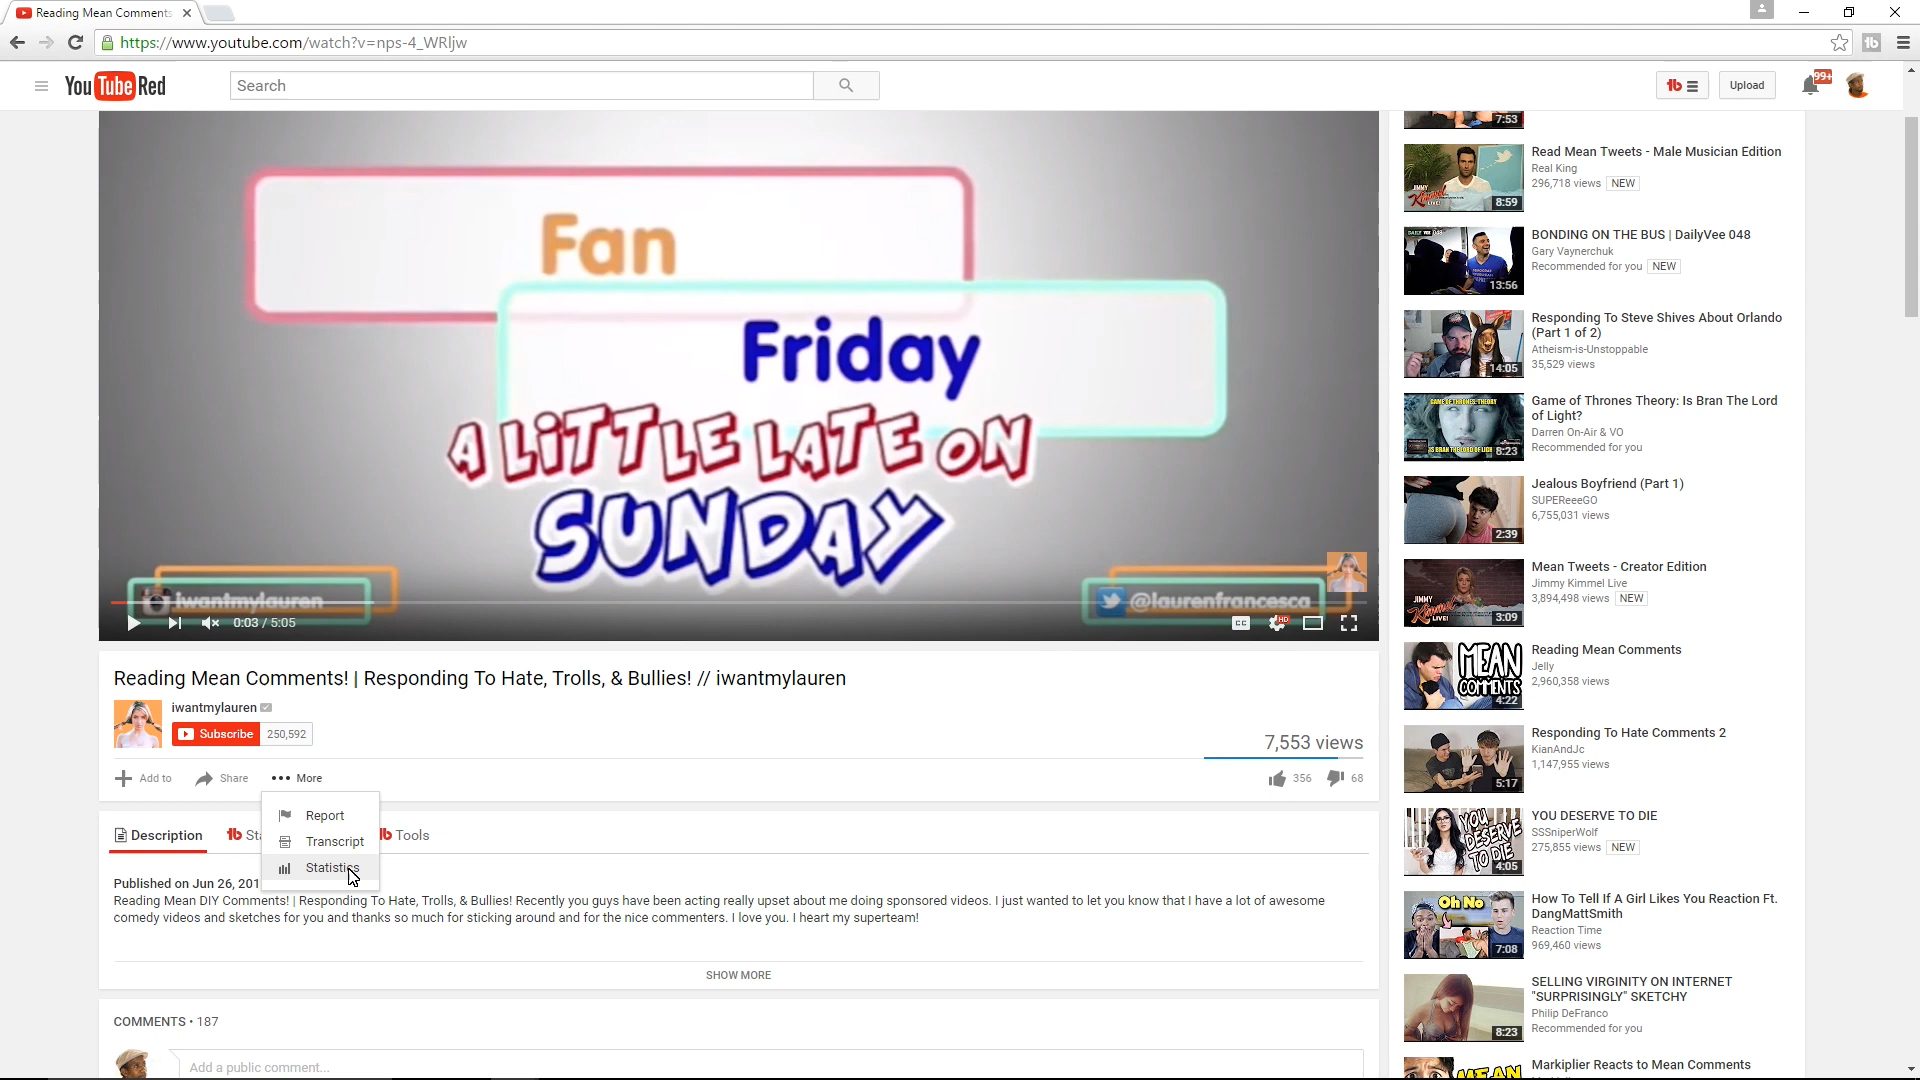 Reading Mean Comments
https://www.youtube.com/watch?v=nps-4_WRljw
YouTube Red
Search
Upload
99+
Fan
Friday
A LITTLE LATE ON
SUNDAY
iwantmylauren
@laurenfrancesca
0:03 / 5:05
CC
HD
Reading Mean Comments! | Responding To Hate, Trolls, & Bullies! // iwantmylauren
iwantmylauren
Subscribe 250,592
7,553 views
Add to Share More
356 68
Report
Transcript
Statistics
Description
Tools
Published on Jun 26, 201
Reading Mean DIY Comments! | Responding To Hate, Trolls, & Bullies! Recently you guys have been acting really upset about me doing sponsored videos. I just wanted to let you know that I have a lot of awesome
comedy videos and sketches for you and thanks so much for sticking around and for the nice commenters. I love you. I heart my superteam!
SHOW MORE
COMMENTS • 187
Add a public comment...
7:53
Read Mean Tweets - Male Musician Edition
Real King
296,718 views NEW
8:59
BONDING ON THE BUS | DailyVee 048
Gary Vaynerchuk
Recommended for you NEW
13:56
Responding To Steve Shives About Orlando
(Part 1 of 2)
Atheism-is-Unstoppable
35,529 views
14:05
Game of Thrones Theory: Is Bran The Lord
of Light?
Darren On-Air & VO
Recommended for you
8:23
Jealous Boyfriend (Part 1)
SUPEReeeGO
6,755,031 views
2:39
Mean Tweets - Creator Edition
Jimmy Kimmel Live
3,894,498 views NEW
3:09
Reading Mean Comments
Jelly
2,960,358 views
MEAN
COMMENTS
4:22
Responding To Hate Comments 2
KianAndJc
1,147,955 views
5:17
YOU DESERVE TO DIE
SSSniperWolf
275,855 views NEW
YOU
DESERVE
TO DIE
4:05
How To Tell If A Girl Likes You Reaction Ft.
DangMattSmith
Reaction Time
969,460 views
Oh No
7:08
SELLING VIRGINITY ON INTERNET
"SURPRISINGLY" SKETCHY
Philip DeFranco
Recommended for you
8:23
Markiplier Reacts to Mean Comments
MEAN